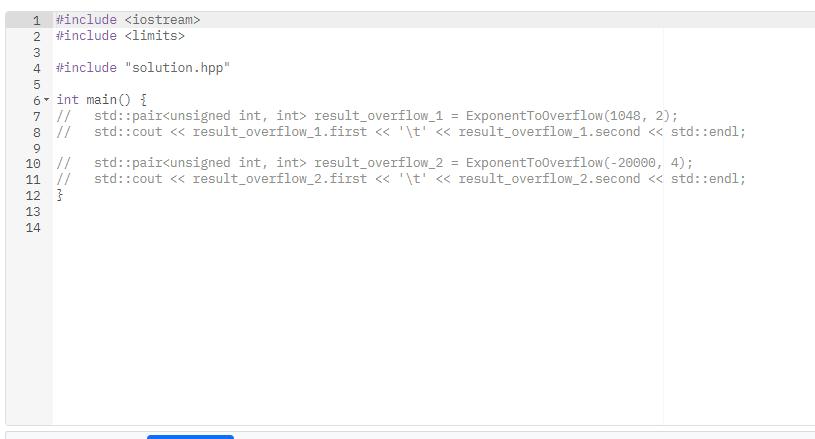 1 #include <iostream>
2 #include <limits>
3
4 #include "solution.hpp"
5
6 int main() {
7 //   std::pair<unsigned int, int> result_overflow_1 = ExponentToOverflow(1048, 2);
8 //   std::cout << result_overflow_1.first << '\t' << result_overflow_1.second << std::endl;
9
10 //   std::pair<unsigned int, int> result_overflow_2 = ExponentToOverflow(-20000, 4);
11 //   std::cout << result_overflow_2.first << '\t' << result_overflow_2.second << std::endl;
12 }
13
14